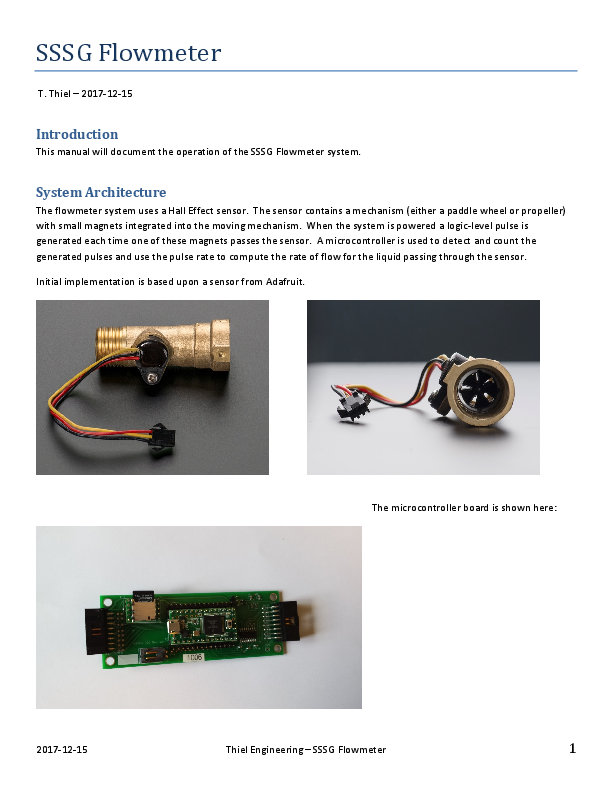 SSSG Flowmeter
T. Thiel – 2017-12-15
Introduction
This manual will document the operation of the SSSG Flowmeter system.
System Architecture
The flowmeter system uses a Hall Effect sensor. The sensor contains a mechanism (either a paddle wheel or propeller)
with small magnets integrated into the moving mechanism. When the system is powered a logic-level pulse is
generated each time one of these magnets passes the sensor. A microcontroller is used to detect and count the
generated pulses and use the pulse rate to compute the rate of flow for the liquid passing through the sensor.
Initial implementation is based upon a sensor from Adafruit.
The microcontroller board is shown here:
1006
2017-12-15 Thiel Engineering – SSSG Flowmeter 1